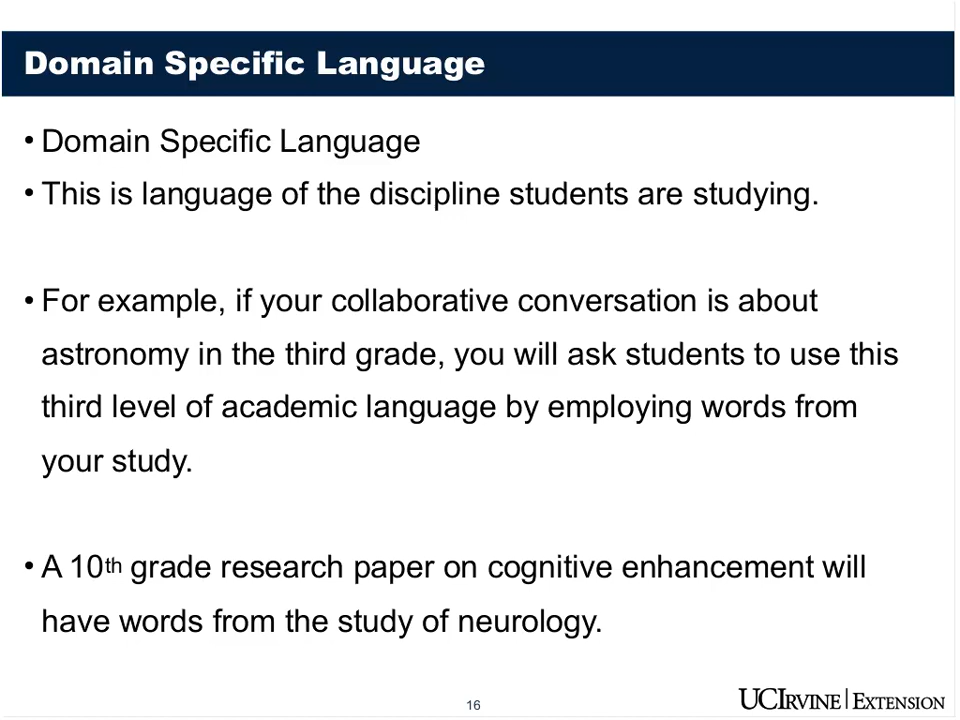 Domain Specific Language
• Domain Specific Language
• This is language of the discipline students are studying.
• For example, if your collaborative conversation is about
astronomy in the third grade, you will ask students to use this
third level of academic language by employing words from
your study.
• A 10th grade research paper on cognitive enhancement will
have words from the study of neurology.
16
UCIRVINE | EXTENSION